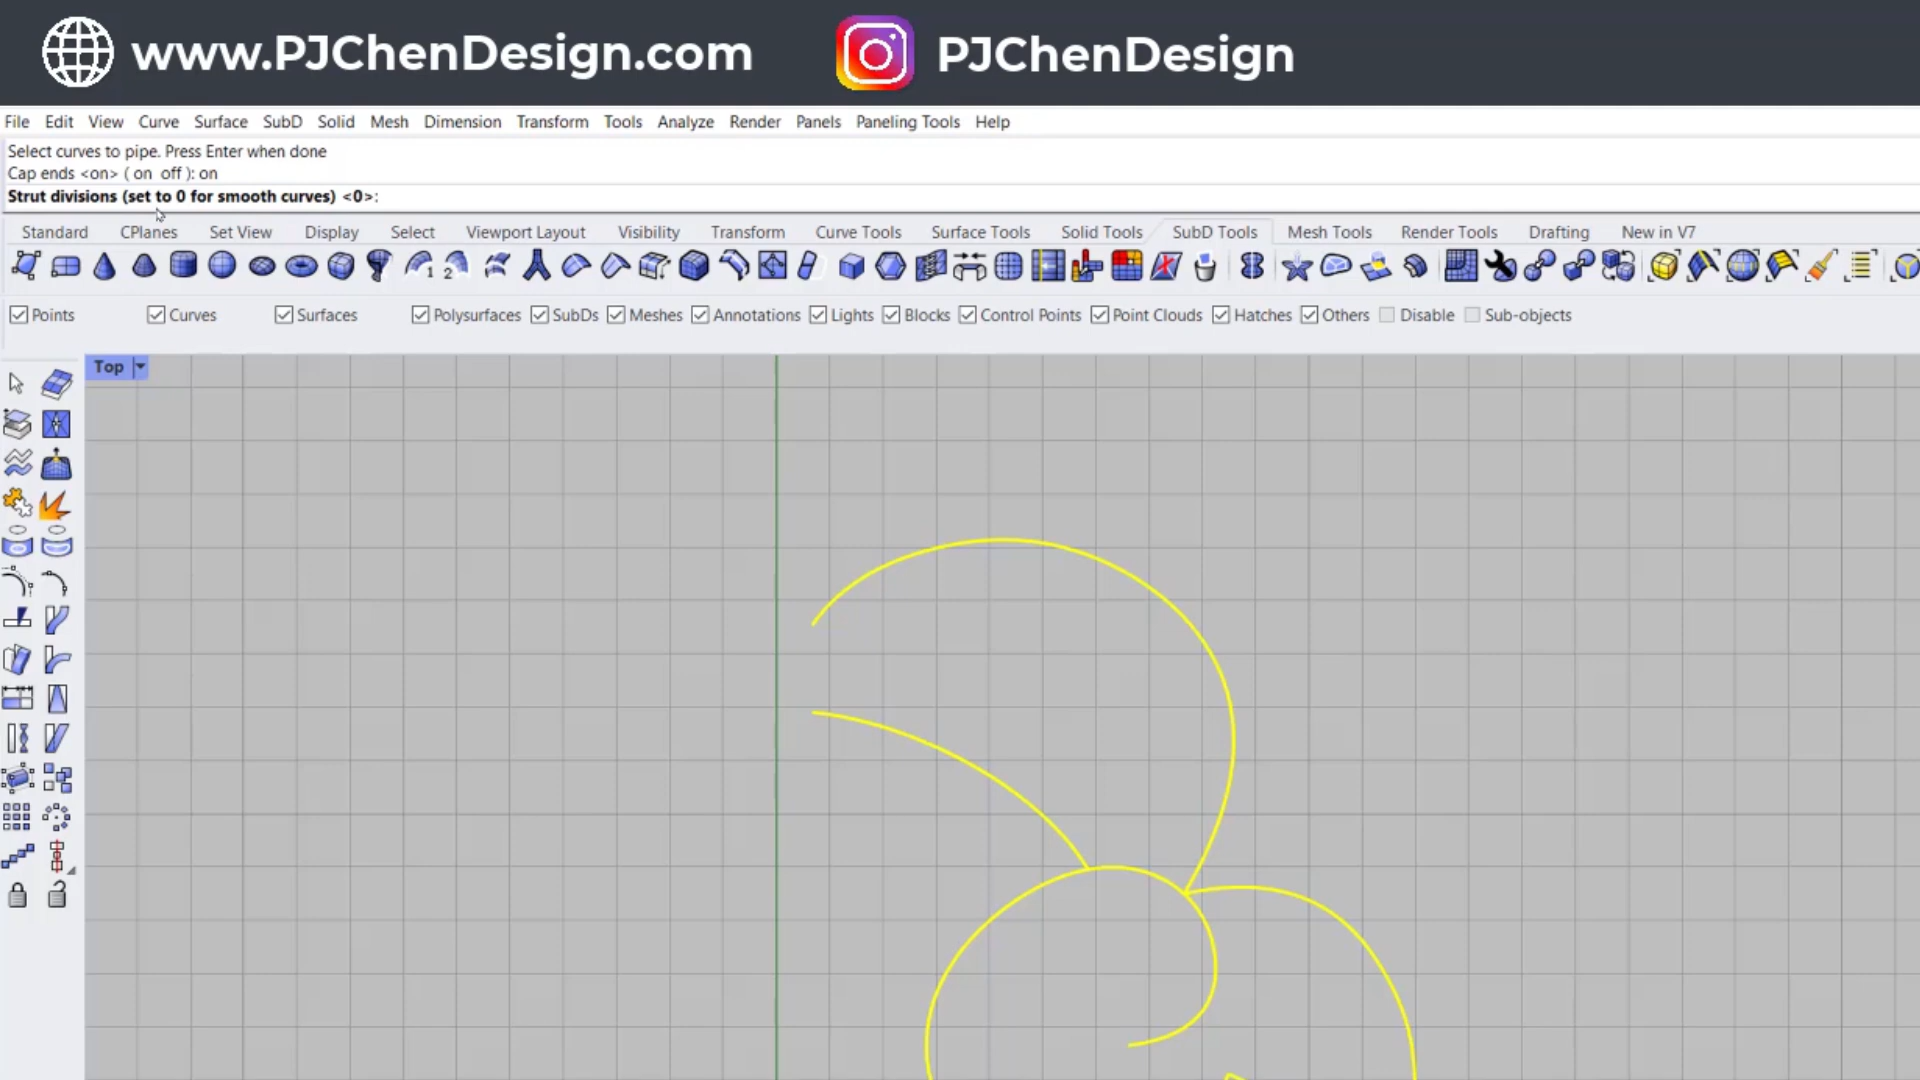 www.PJChenDesign.com PJChenDesign
File Edit View Curve Surface SubD Solid Mesh Dimension Transform Tools Analyze Render Panels Paneling Tools Help
Select curves to pipe. Press Enter when done
Cap ends <on> ( on off ): on
Strut divisions (set to 0 for smooth curves) <0>:
Standard CPlanes Set View Display Select Viewport Layout Visibility Transform Curve Tools Surface Tools Solid Tools SubD Tools Mesh Tools Render Tools Drafting New in V7
1 2
Points Curves Surfaces Polysurfaces SubDs Meshes Annotations Lights Blocks Control Points Point Clouds Hatches Others Disable Sub-objects
Top